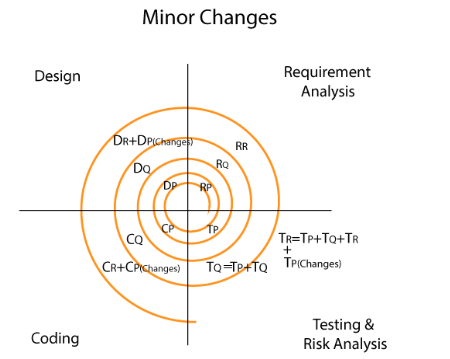 Minor Changes
Design
Requirement
Analysis
DR+DP(Changes)
RR
DQ
RQ
DP
RP
CP
TP
CQ
TR=TP+TQ+TR
+
TP(Changes)
CR+CP(Changes)
TQ=TP+TQ
Coding
Testing &
Risk Analysis